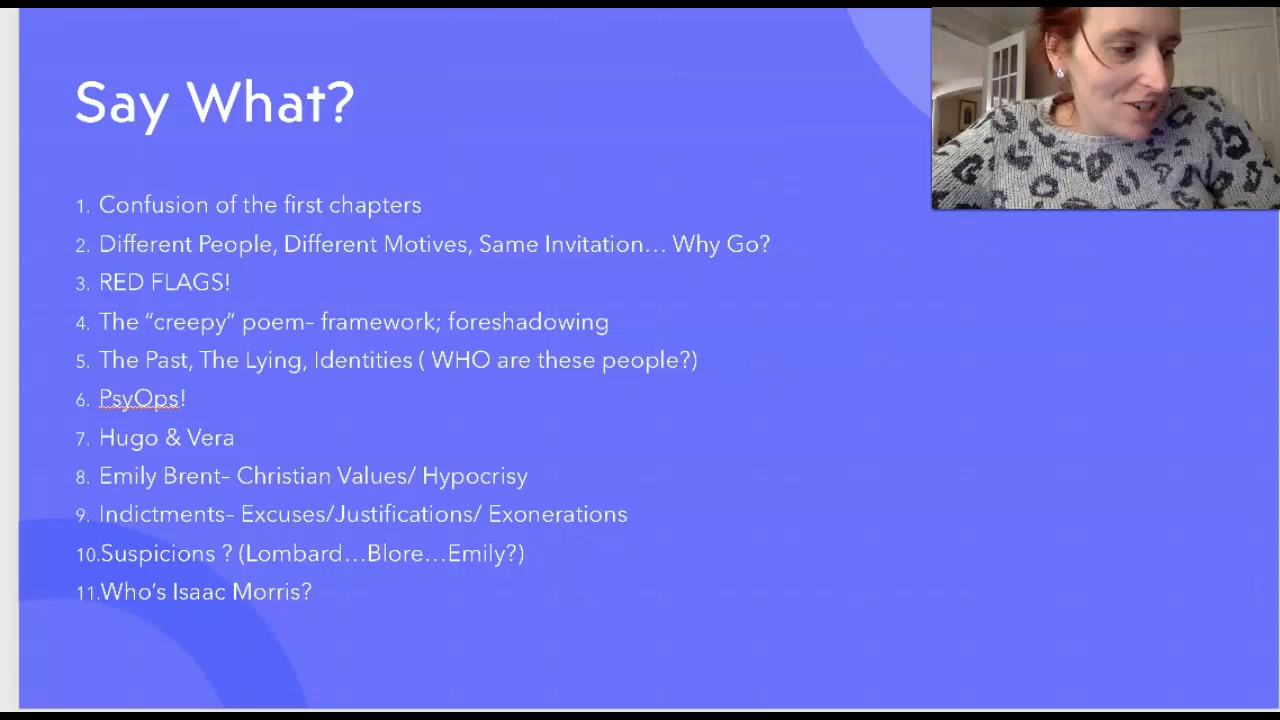 Say What?
1. Confusion of the first chapters
2. Different People, Different Motives, Same Invitation... Why Go?
3. RED FLAGS!
4. The “creepy” poem– framework; foreshadowing
5. The Past, The Lying, Identities ( WHO are these people?)
6. PsyOps!
7. Hugo & Vera
8. Emily Brent– Christian Values/ Hypocrisy
9. Indictments– Excuses/Justifications/ Exonerations
10.Suspicions ? (Lombard...Blore...Emily?)
11.Who’s Isaac Morris?